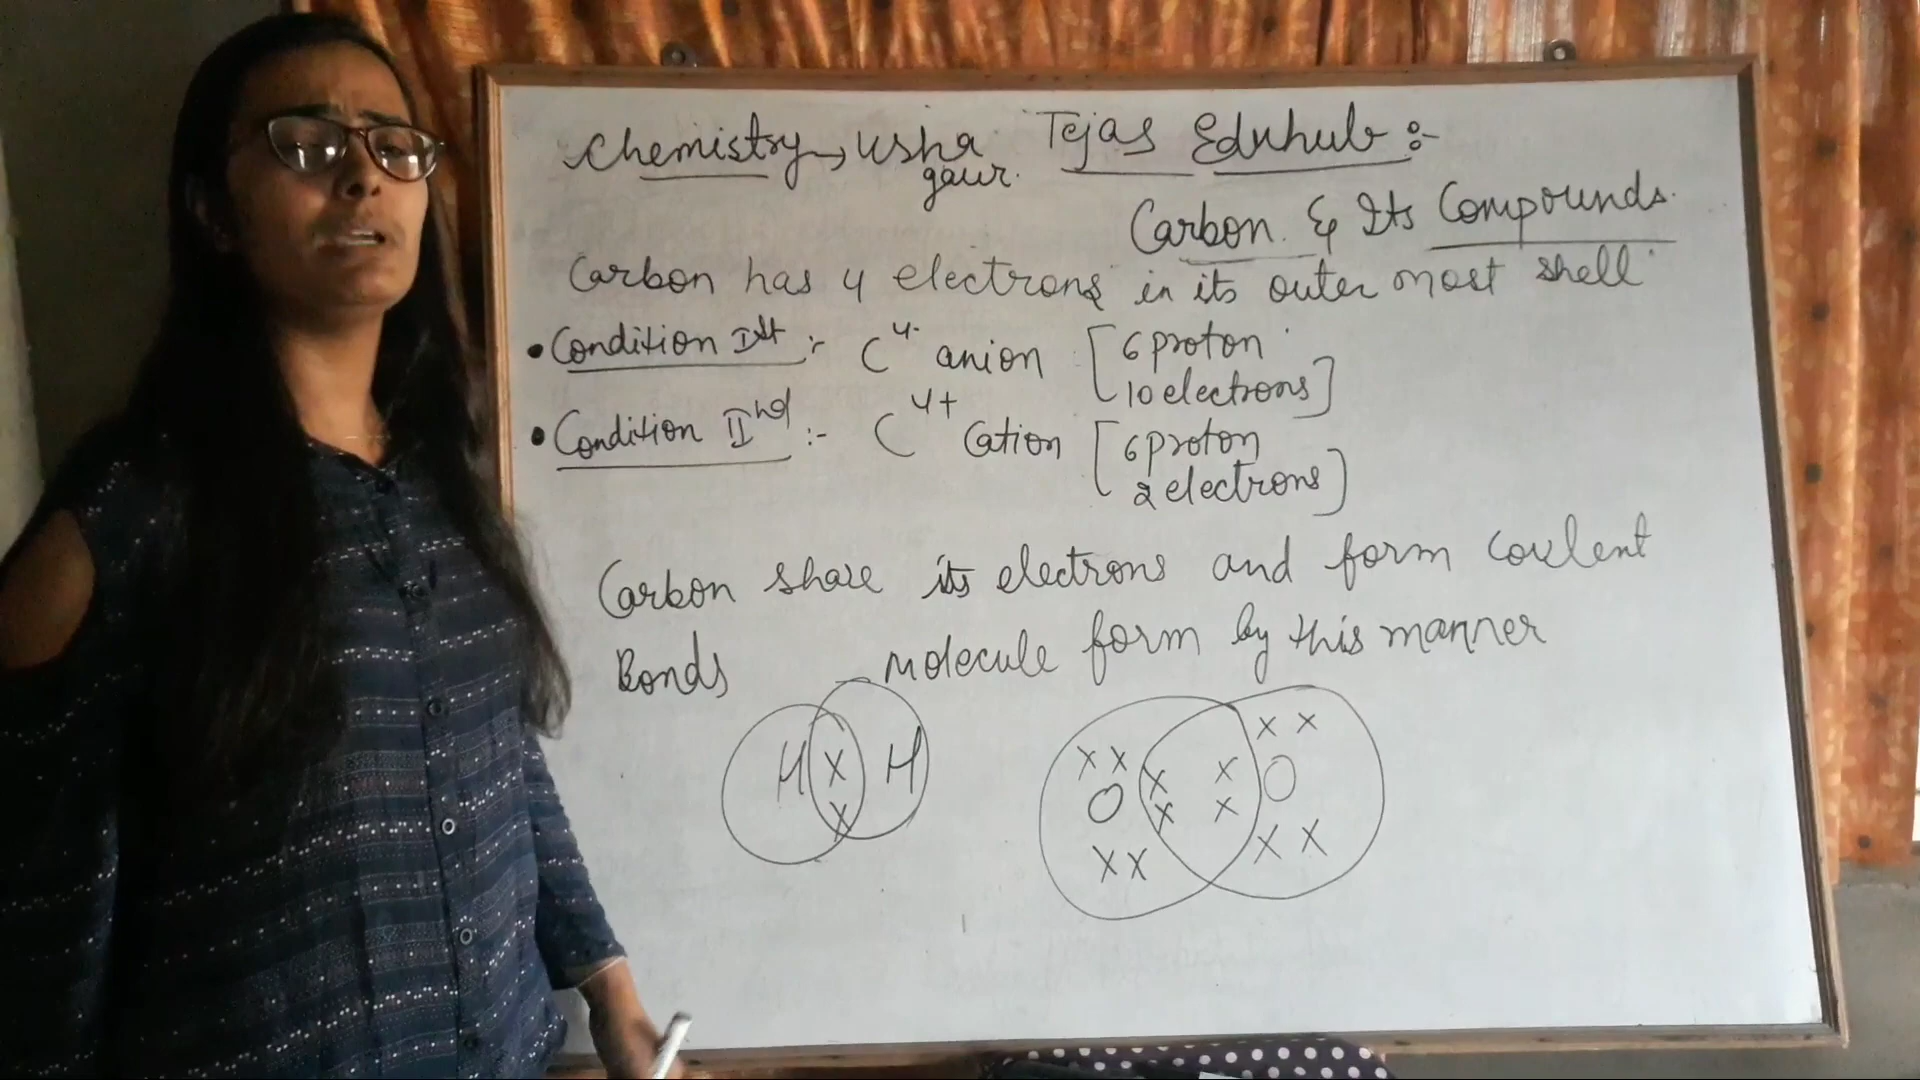 Chemistry → Usha Tejas Eduhub :-
gaur.
Carbon & Its Compounds.
Carbon has 4 electrons in its outer most shell
• Condition Ist :- C4- anion [6 proton
10 electrons]
• Condition IInd :- C4+ Cation [6 proton
2 electrons]
Carbon share its electrons and form covlent
Bonds molecule form by this manner
X X
X X X X
H X H O X X O
X X X
X X X X